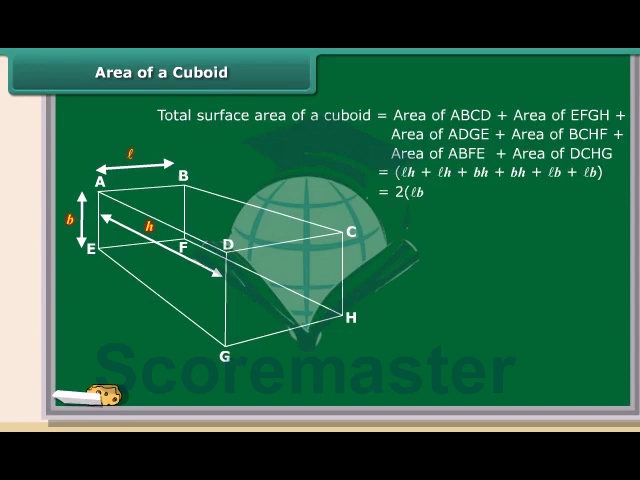 Area of a Cuboid
Total surface area of a cuboid = Area of ABCD + Area of EFGH +
Area of ADGE + Area of BCHF +
Area of ABFE + Area of DCHG
= (ℓh + ℓh + bh + bh + ℓb + ℓb)
= 2(ℓb
ℓ
A
B
b
h
C
E
F
D
H
G
Scoremaster